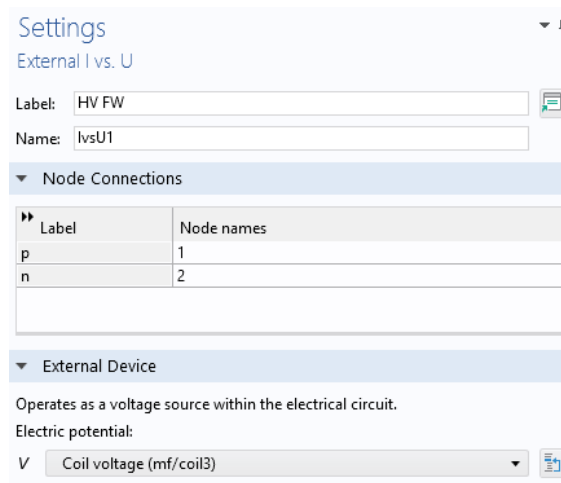 Settings
External I vs. U
Label: HV FW
Name: IvsU1
Node Connections
Label Node names
p 1
n 2
External Device
Operates as a voltage source within the electrical circuit.
Electric potential:
V Coil voltage (mf/coil3)